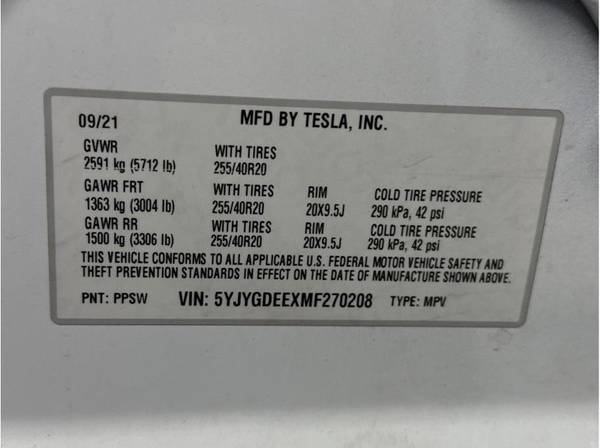 09/21 MFD BY TESLA, INC.
GVWR WITH TIRES
2591 kg (5712 lb) 255/40R20
GAWR FRT WITH TIRES RIM COLD TIRE PRESSURE
1363 kg (3004 lb) 255/40R20 20X9.5J 290 kPa, 42 psi
GAWR RR WITH TIRES RIM COLD TIRE PRESSURE
1500 kg (3306 lb) 255/40R20 20X9.5J 290 kPa, 42 psi
THIS VEHICLE CONFORMS TO ALL APPLICABLE U.S. FEDERAL MOTOR VEHICLE SAFETY AND
THEFT PREVENTION STANDARDS IN EFFECT ON THE DATE OF MANUFACTURE SHOWN ABOVE.
PNT: PPSW VIN: 5YJYGDEEXMF270208 TYPE: MPV